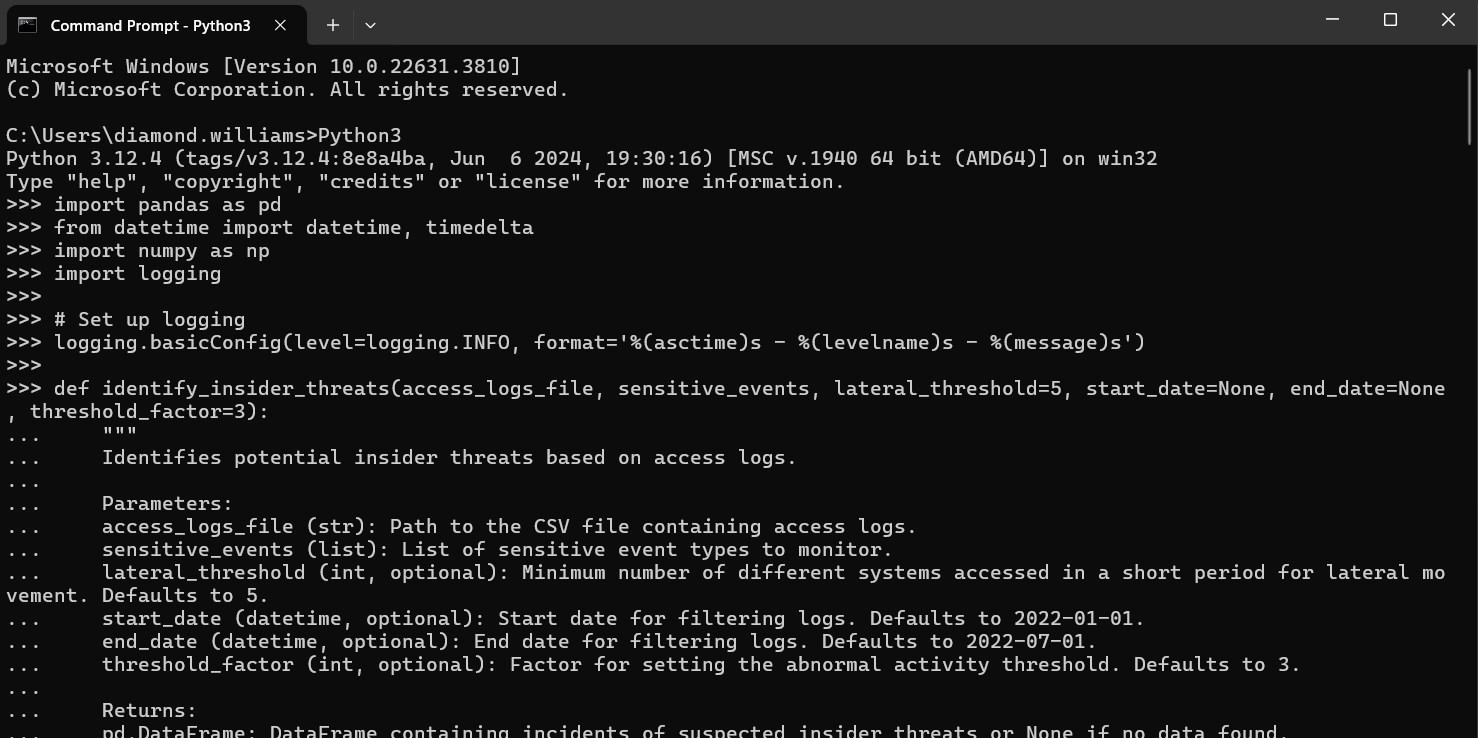 Command Prompt - Python3
Microsoft Windows [Version 10.0.22631.3810]
(c) Microsoft Corporation. All rights reserved.
C:\Users\diamond.williams>Python3
Python 3.12.4 (tags/v3.12.4:8e8a4ba, Jun  6 2024, 19:30:16) [MSC v.1940 64 bit (AMD64)] on win32
Type "help", "copyright", "credits" or "license" for more information.
>>> import pandas as pd
>>> from datetime import datetime, timedelta
>>> import numpy as np
>>> import logging
>>>
>>> # Set up logging
>>> logging.basicConfig(level=logging.INFO, format='%(asctime)s - %(levelname)s - %(message)s')
>>>
>>> def identify_insider_threats(access_logs_file, sensitive_events, lateral_threshold=5, start_date=None, end_date=None
, threshold_factor=3):
...     """
...     Identifies potential insider threats based on access logs.
...
...     Parameters:
...     access_logs_file (str): Path to the CSV file containing access logs.
...     sensitive_events (list): List of sensitive event types to monitor.
...     lateral_threshold (int, optional): Minimum number of different systems accessed in a short period for lateral mo
vement. Defaults to 5.
...     start_date (datetime, optional): Start date for filtering logs. Defaults to 2022-01-01.
...     end_date (datetime, optional): End date for filtering logs. Defaults to 2022-07-01.
...     threshold_factor (int, optional): Factor for setting the abnormal activity threshold. Defaults to 3.
...
...     Returns:
...     pd.DataFrame: DataFrame containing incidents of suspected insider threats or None if no data found.